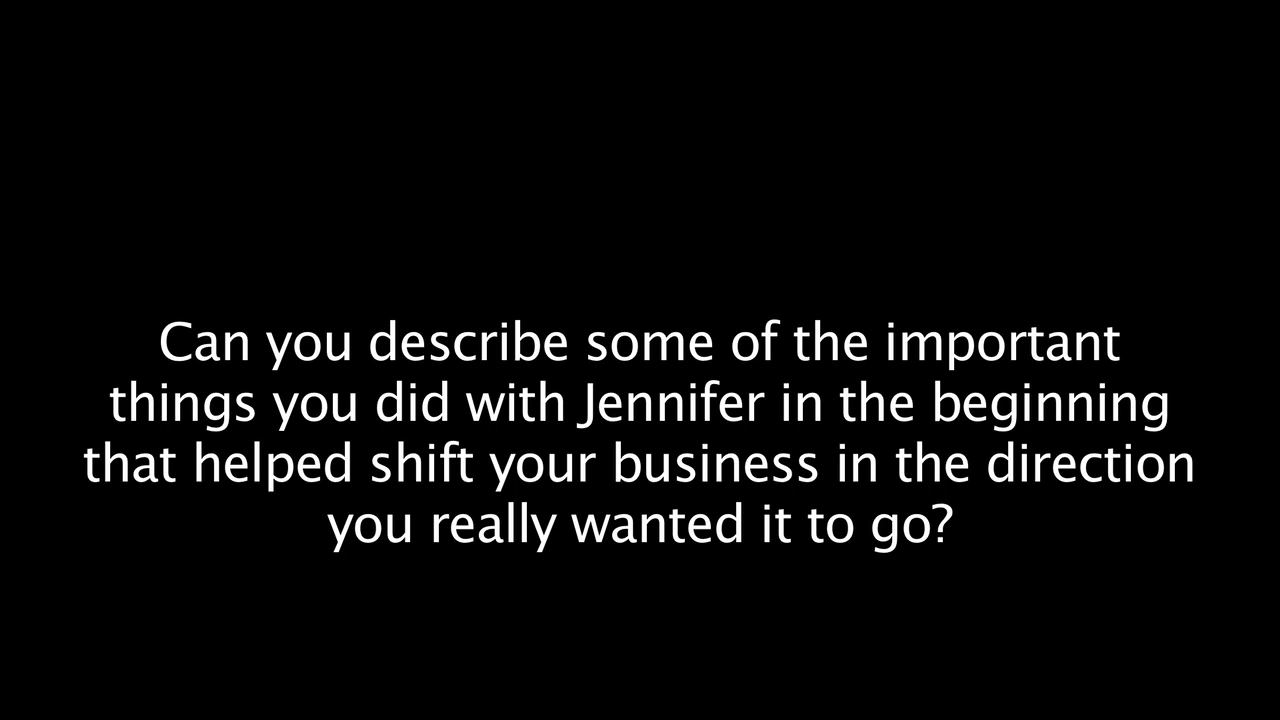 Can you describe some of the important
things you did with Jennifer in the beginning
that helped shift your business in the direction
you really wanted it to go?